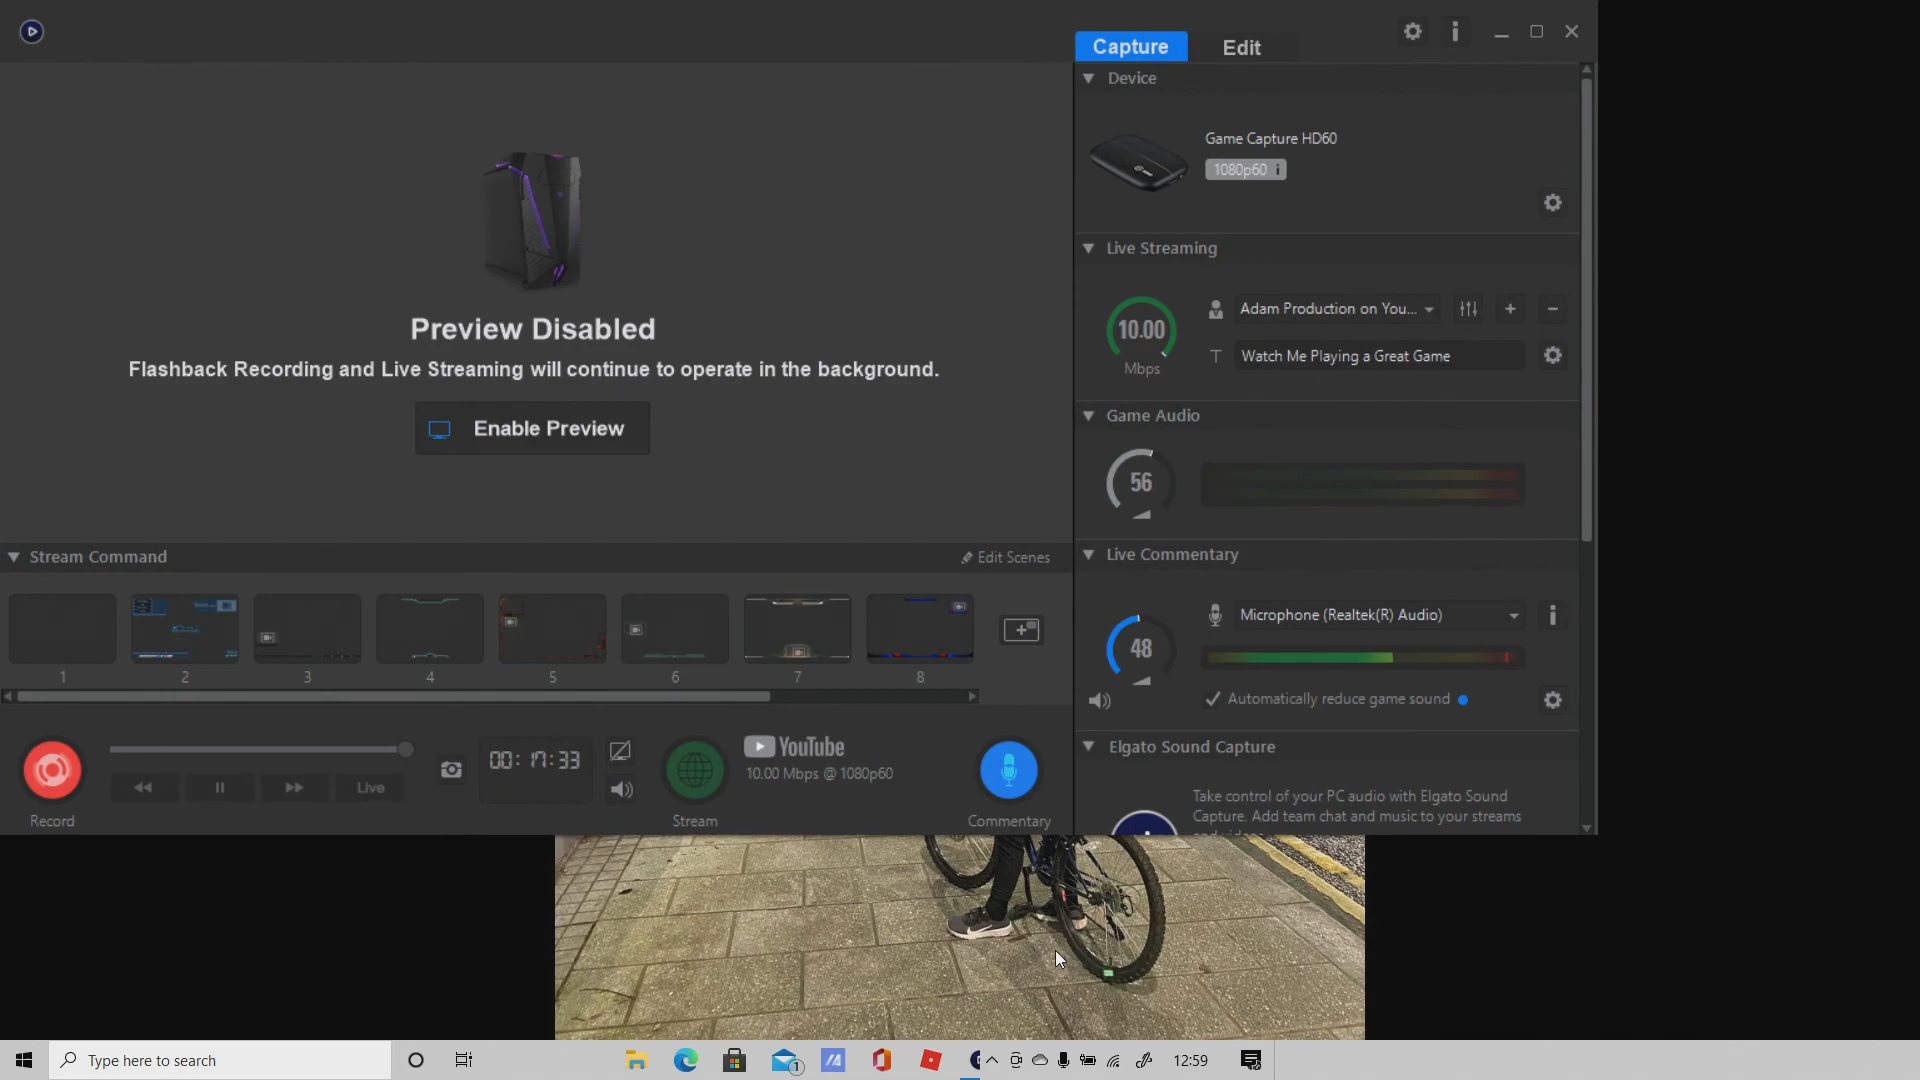 Capture
Edit
Device
Game Capture HD60
1080p60 i
Live Streaming
10.00
Mbps
Adam Production on You...
Watch Me Playing a Great Game
Preview Disabled
Flashback Recording and Live Streaming will continue to operate in the background.
Enable Preview
Game Audio
56
Stream Command
Edit Scenes
1 2 3 4 5 6 7 8
Live Commentary
Microphone (Realtek(R) Audio)
48
Automatically reduce game sound
Elgato Sound Capture
Take control of your PC audio with Elgato Sound
Capture. Add team chat and music to your streams
Record
Live
00:17:33
Stream
YouTube
10.00 Mbps @ 1080p60
Commentary
Type here to search
1
12:59